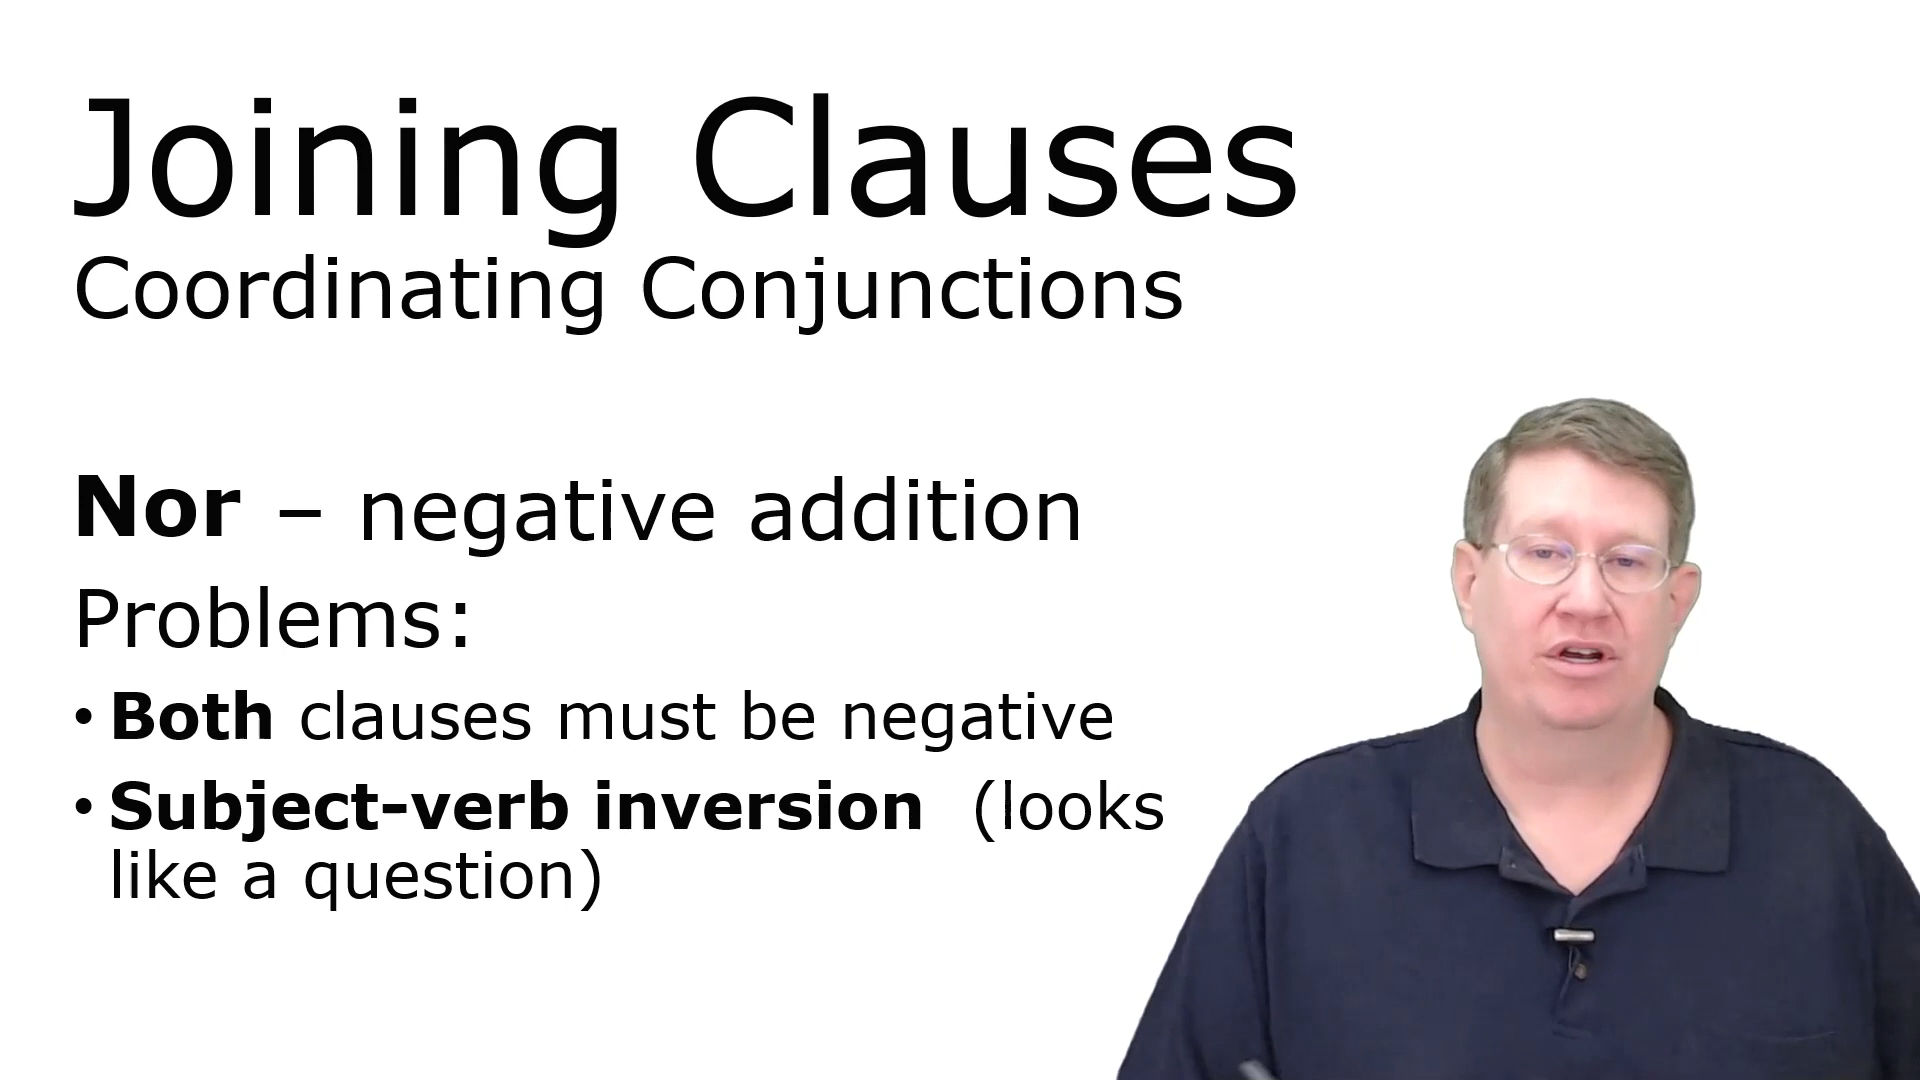 Joining Clauses
Coordinating Conjunctions
Nor – negative addition
Problems:
• Both clauses must be negative
• Subject-verb inversion (looks
like a question)